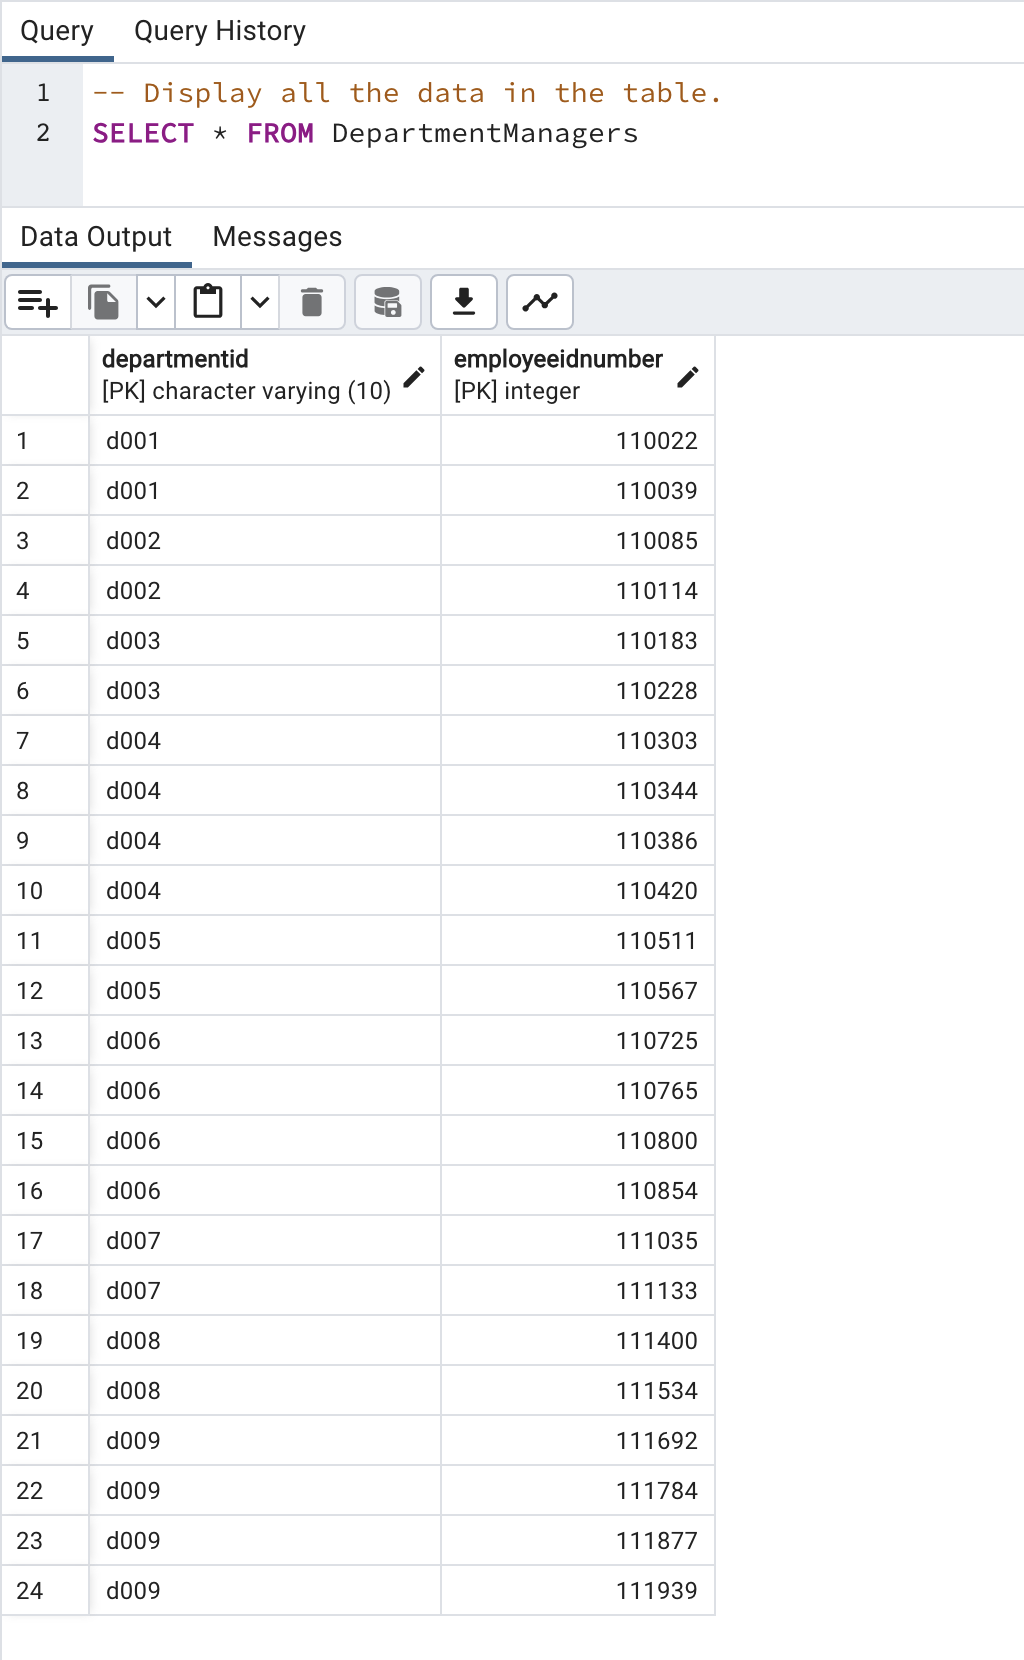 Query Query History
1 -- Display all the data in the table.
2 SELECT * FROM DepartmentManagers
Data Output Messages
departmentid employeeidnumber
[PK] character varying (10) [PK] integer
1 d001 110022
2 d001 110039
3 d002 110085
4 d002 110114
5 d003 110183
6 d003 110228
7 d004 110303
8 d004 110344
9 d004 110386
10 d004 110420
11 d005 110511
12 d005 110567
13 d006 110725
14 d006 110765
15 d006 110800
16 d006 110854
17 d007 111035
18 d007 111133
19 d008 111400
20 d008 111534
21 d009 111692
22 d009 111784
23 d009 111877
24 d009 111939